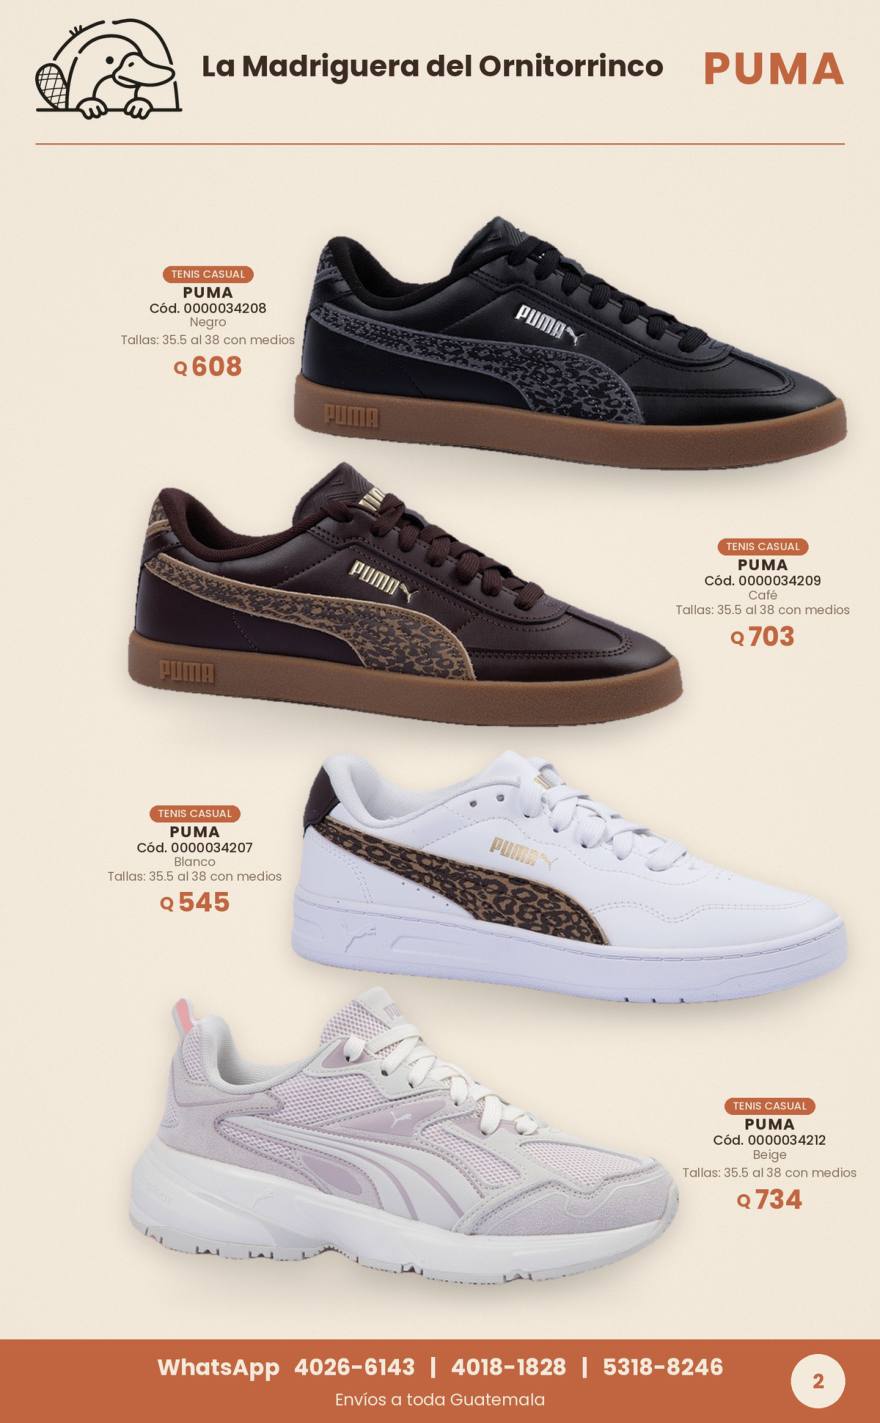 La Madriguera del Ornitorrinco
PUMA
TENIS CASUAL
PUMA
Cód. 0000034208
Negro
Tallas: 35.5 al 38 con medios
Q 608
PUMA
PUMA
TENIS CASUAL
PUMA
Cód. 0000034209
Café
Tallas: 35.5 al 38 con medios
Q 703
PUMA
PUMA
TENIS CASUAL
PUMA
Cód. 0000034207
Blanco
Tallas: 35.5 al 38 con medios
Q 545
PUMA
TENIS CASUAL
PUMA
Cód. 0000034212
Beige
Tallas: 35.5 al 38 con medios
Q 734
WhatsApp 4026-6143 | 4018-1828 | 5318-8246
Envíos a toda Guatemala
2